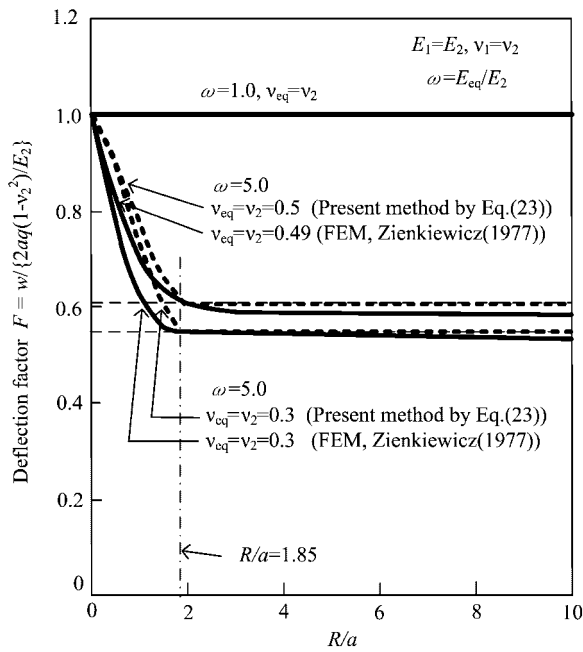 1.2
E₁=E₂, ν₁=ν₂
ω=1.0, νeq=ν₂
ω=Eeq/E₂
1.0
ω=5.0
0.8
νeq=ν₂=0.5 (Present method by Eq.(23))
νeq=ν₂=0.49 (FEM, Zienkiewicz(1977))
0.6
ω=5.0
0.4
νeq=ν₂=0.3 (Present method by Eq.(23))
νeq=ν₂=0.3 (FEM, Zienkiewicz(1977))
0.2
R/a=1.85
0
0 2 4 6 8 10
R/a
Deflection factor F = w/{2aq(1-ν₂²)/E₂}